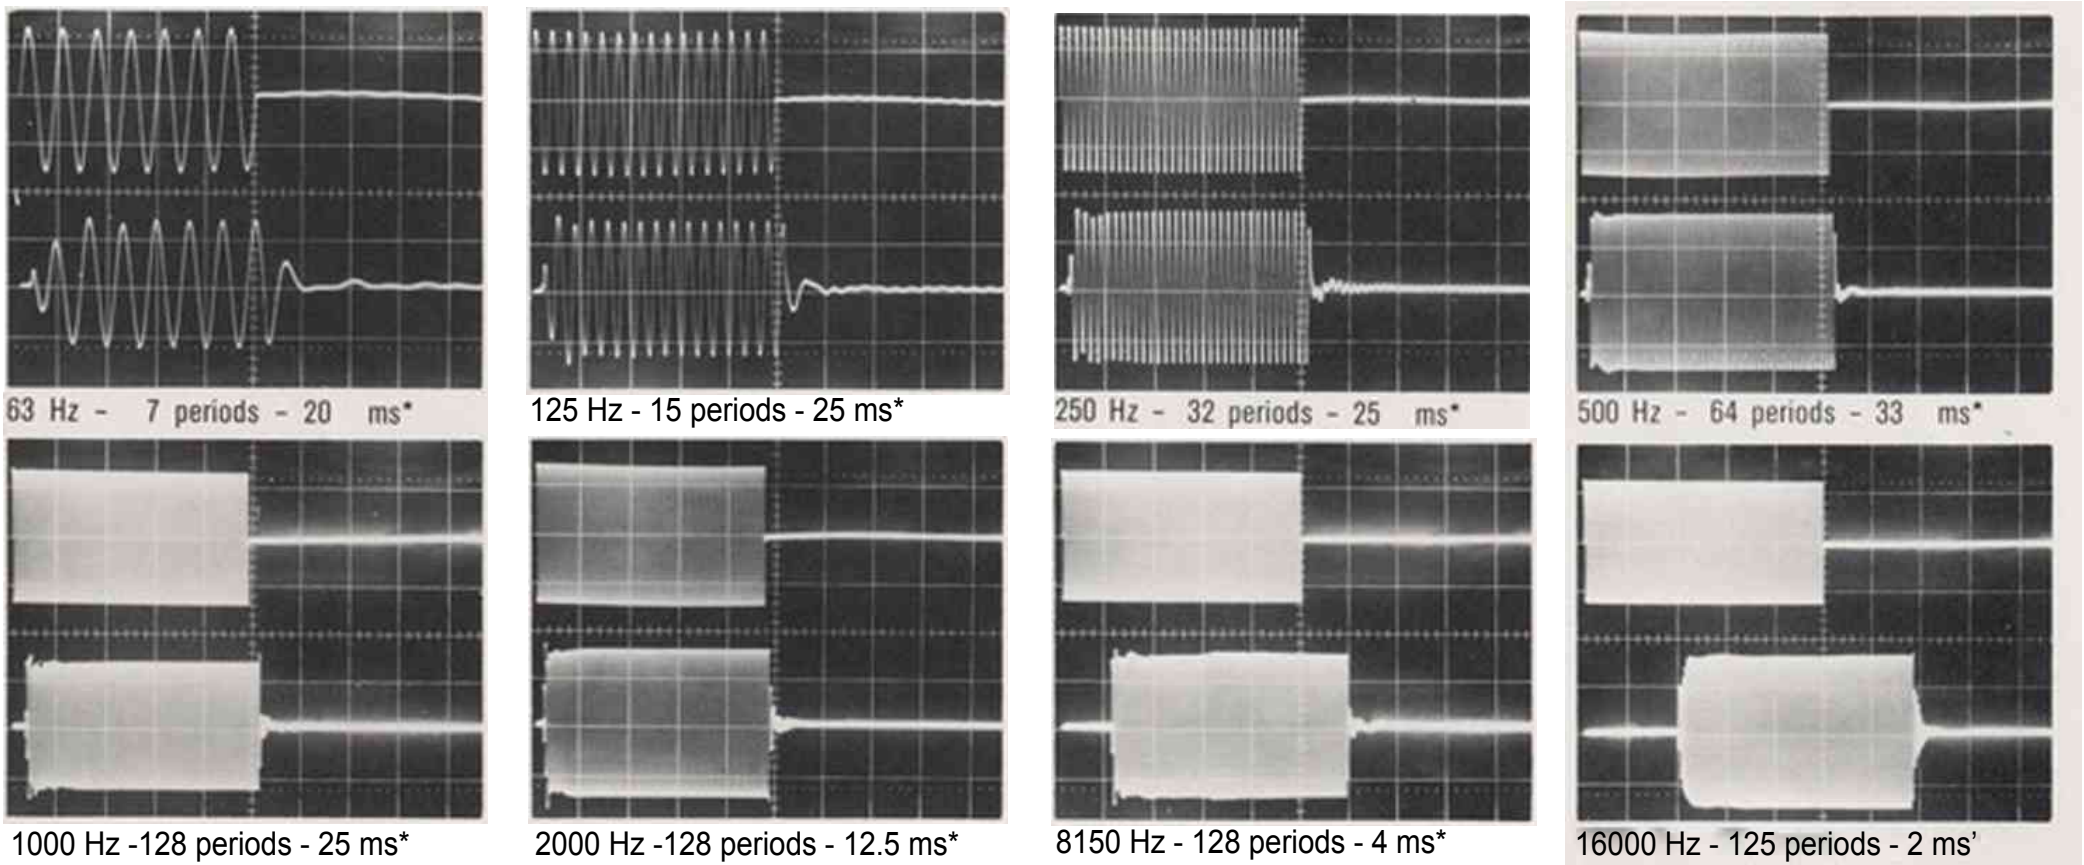 63 Hz - 7 periods - 20 ms*
125 Hz - 15 periods - 25 ms*
250 Hz - 32 periods - 25 ms*
500 Hz - 64 periods - 33 ms*
1000 Hz -128 periods - 25 ms*
2000 Hz -128 periods - 12.5 ms*
8150 Hz - 128 periods - 4 ms*
16000 Hz - 125 periods - 2 ms’